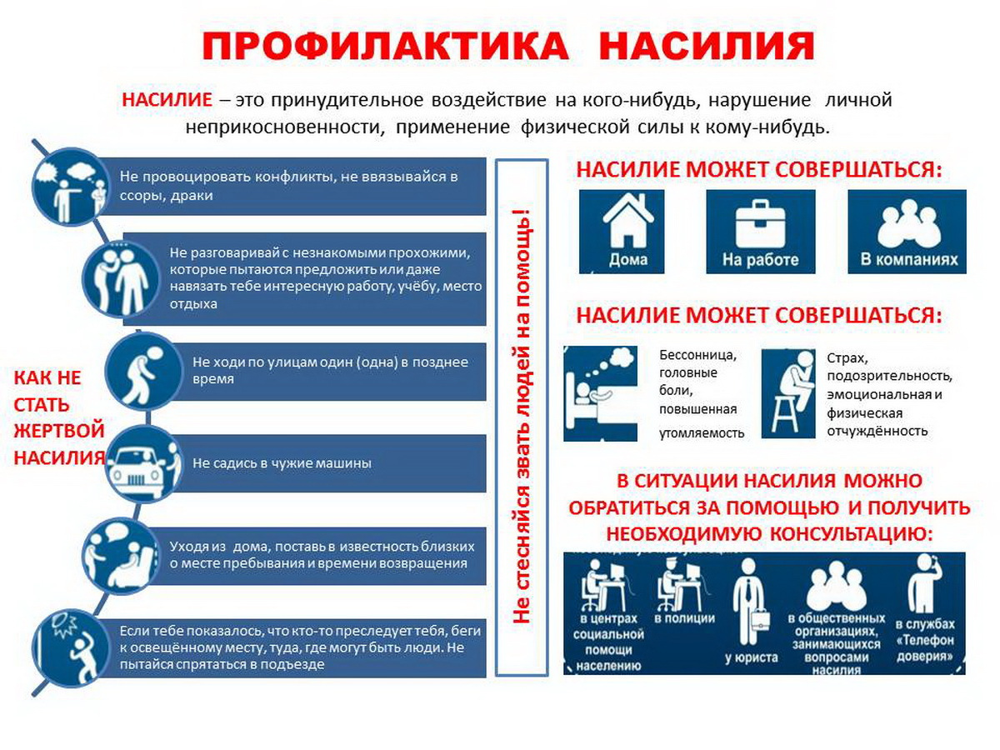 ПРОФИЛАКТИКА НАСИЛИЯ
НАСИЛИЕ – это принудительное воздействие на кого-нибудь, нарушение личной
неприкосновенности, применение физической силы к кому-нибудь.
КАК НЕ
СТАТЬ
ЖЕРТВОЙ
НАСИЛИЯ
Не провоцировать конфликты, не ввязывайся в
ссоры, драки
Не разговаривай с незнакомыми прохожими,
которые пытаются предложить или даже
навязать тебе интересную работу, учёбу, место
отдыха
Не ходи по улицам один (одна) в позднее
время
Не садись в чужие машины
Уходя из дома, поставь в известность близких
о месте пребывания и времени возвращения
Если тебе показалось, что кто-то преследует тебя, беги
к освещённому месту, туда, где могут быть люди. Не
пытайся спрятаться в подъезде
Не стесняйся звать людей на помощь!
НАСИЛИЕ МОЖЕТ СОВЕРШАТЬСЯ:
Дома
На работе
В компаниях
НАСИЛИЕ МОЖЕТ СОВЕРШАТЬСЯ:
Бессонница,
головные
боли,
повышенная
утомляемость
Страх,
подозрительность,
эмоциональная и
физическая
отчуждённость
В СИТУАЦИИ НАСИЛИЯ МОЖНО
ОБРАТИТЬСЯ ЗА ПОМОЩЬЮ И ПОЛУЧИТЬ
НЕОБХОДИМУЮ КОНСУЛЬТАЦИЮ:
в центрах
социальной
помощи
населению
в полиции
у юриста
в общественных
организациях,
занимающихся
вопросами
насилия
в службах
«Телефон
доверия»